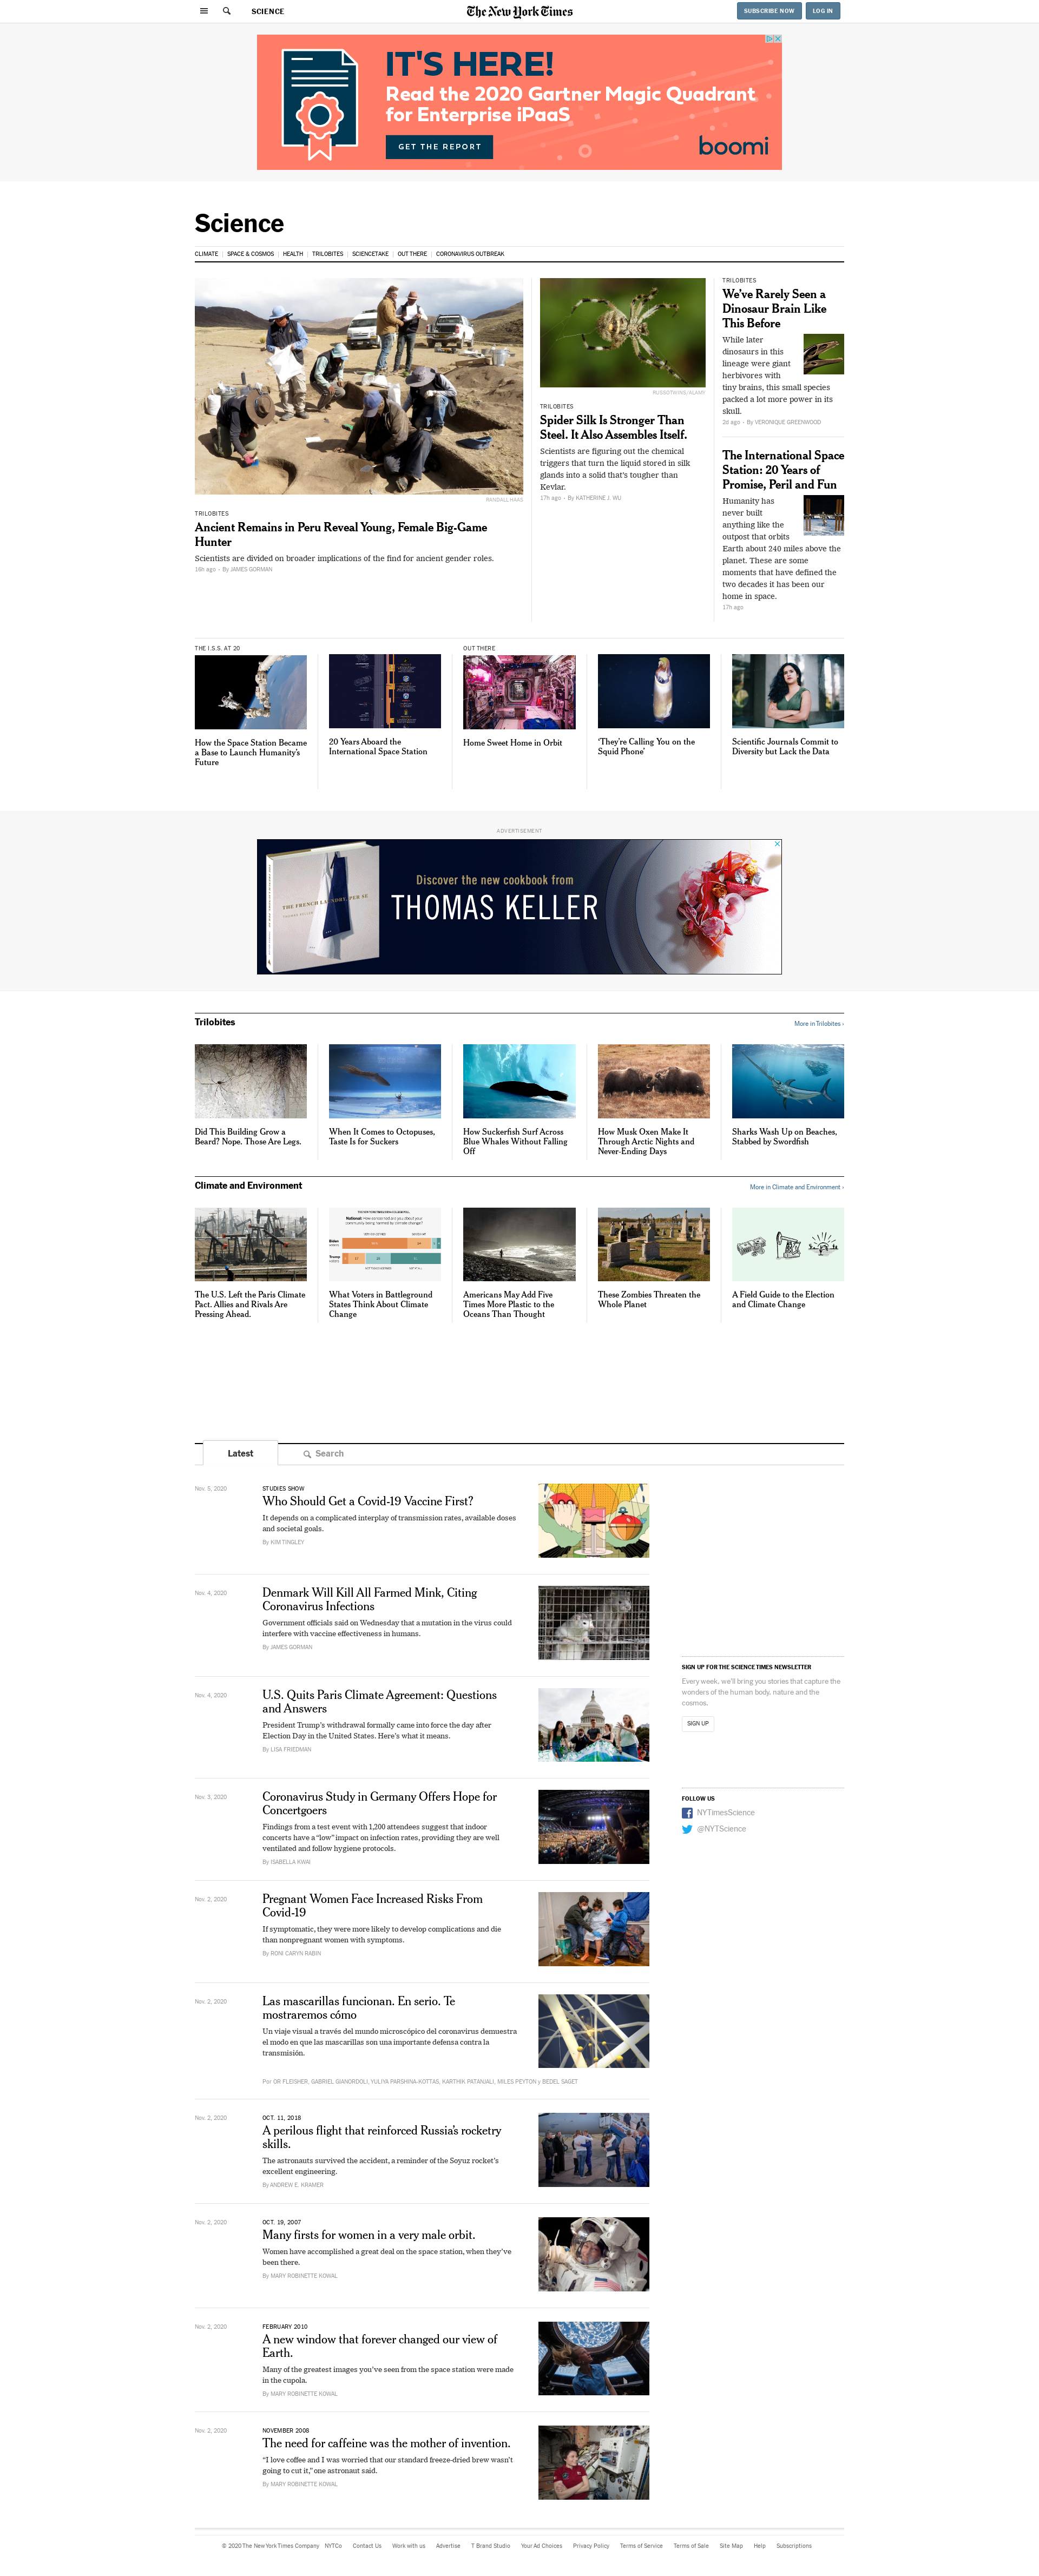 SCIENCE
The New York Times
SUBSCRIBE NOW
LOG IN
IT'S HERE!
Read the 2020 Gartner Magic Quadrant
for Enterprise iPaaS
GET THE REPORT
boomi
Science
CLIMATE
SPACE & COSMOS
HEALTH
TRILOBITES
SCIENCETAKE
OUT THERE
CORONAVIRUS OUTBREAK
RANDALL HAAS
TRILOBITES
Ancient Remains in Peru Reveal Young, Female Big-Game
Hunter
Scientists are divided on broader implications of the find for ancient gender roles.
16h ago • By JAMES GORMAN
RUSSOTWINS/ALAMY
TRILOBITES
Spider Silk Is Stronger Than
Steel. It Also Assembles Itself.
Scientists are figuring out the chemical
triggers that turn the liquid stored in silk
glands into a solid that's tougher than
Kevlar.
17h ago • By KATHERINE J. WU
TRILOBITES
We've Rarely Seen a
Dinosaur Brain Like
This Before
While later
dinosaurs in this
lineage were giant
herbivores with
tiny brains, this small species
packed a lot more power in its
skull.
2d ago • By VERONIQUE GREENWOOD
The International Space
Station: 20 Years of
Promise, Peril and Fun
Humanity has
never built
anything like the
outpost that orbits
Earth about 240 miles above the
planet. These are some
moments that have defined the
two decades it has been our
home in space.
17h ago
THE I.S.S. AT 20
How the Space Station Became
a Base to Launch Humanity's
Future
20 Years Aboard the
International Space Station
OUT THERE
Home Sweet Home in Orbit
'They're Calling You on the
Squid Phone'
Scientific Journals Commit to
Diversity but Lack the Data
ADVERTISEMENT
THE FRENCH LAUNDRY, PER SE
Discover the new cookbook from
THOMAS KELLER
Trilobites
More in Trilobites ›
Did This Building Grow a
Beard? Nope. Those Are Legs.
When It Comes to Octopuses,
Taste Is for Suckers
How Suckerfish Surf Across
Blue Whales Without Falling
Off
How Musk Oxen Make It
Through Arctic Nights and
Never-Ending Days
Sharks Wash Up on Beaches,
Stabbed by Swordfish
Climate and Environment
More in Climate and Environment ›
The U.S. Left the Paris Climate
Pact. Allies and Rivals Are
Pressing Ahead.
What Voters in Battleground
States Think About Climate
Change
Americans May Add Five
Times More Plastic to the
Oceans Than Thought
These Zombies Threaten the
Whole Planet
A Field Guide to the Election
and Climate Change
Latest
Search
Nov. 5, 2020
STUDIES SHOW
Who Should Get a Covid-19 Vaccine First?
It depends on a complicated interplay of transmission rates, available doses
and societal goals.
By KIM TINGLEY
Nov. 4, 2020
Denmark Will Kill All Farmed Mink, Citing
Coronavirus Infections
Government officials said on Wednesday that a mutation in the virus could
interfere with vaccine effectiveness in humans.
By JAMES GORMAN
Nov. 4, 2020
U.S. Quits Paris Climate Agreement: Questions
and Answers
President Trump's withdrawal formally came into force the day after
Election Day in the United States. Here's what it means.
By LISA FRIEDMAN
Nov. 3, 2020
Coronavirus Study in Germany Offers Hope for
Concertgoers
Findings from a test event with 1,200 attendees suggest that indoor
concerts have a "low" impact on infection rates, providing they are well
ventilated and follow hygiene protocols.
By ISABELLA KWAI
Nov. 2, 2020
Pregnant Women Face Increased Risks From
Covid-19
If symptomatic, they were more likely to develop complications and die
than nonpregnant women with symptoms.
By RONI CARYN RABIN
Nov. 2, 2020
Las mascarillas funcionan. En serio. Te
mostraremos cómo
Un viaje visual a través del mundo microscópico del coronavirus demuestra
el modo en que las mascarillas son una importante defensa contra la
transmisión.
Por OR FLEISHER, GABRIEL GIANORDOLI, YULIYA PARSHINA-KOTTAS, KARTHIK PATANJALI, MILES PEYTON y BEDEL SAGET
Nov. 2, 2020
OCT. 11, 2018
A perilous flight that reinforced Russia's rocketry
skills.
The astronauts survived the accident, a reminder of the Soyuz rocket's
excellent engineering.
By ANDREW E. KRAMER
Nov. 2, 2020
OCT. 19, 2007
Many firsts for women in a very male orbit.
Women have accomplished a great deal on the space station, when they've
been there.
By MARY ROBINETTE KOWAL
Nov. 2, 2020
FEBRUARY 2010
A new window that forever changed our view of
Earth.
Many of the greatest images you've seen from the space station were made
in the cupola.
By MARY ROBINETTE KOWAL
Nov. 2, 2020
NOVEMBER 2008
The need for caffeine was the mother of invention.
"I love coffee and I was worried that our standard freeze-dried brew wasn't
going to cut it," one astronaut said.
By MARY ROBINETTE KOWAL
SIGN UP FOR THE SCIENCE TIMES NEWSLETTER
Every week, we'll bring you stories that capture the
wonders of the human body, nature and the
cosmos.
SIGN UP
FOLLOW US
NYTimesScience
@NYTScience
© 2020 The New York Times Company
NYTCo
Contact Us
Work with us
Advertise
T Brand Studio
Your Ad Choices
Privacy Policy
Terms of Service
Terms of Sale
Site Map
Help
Subscriptions